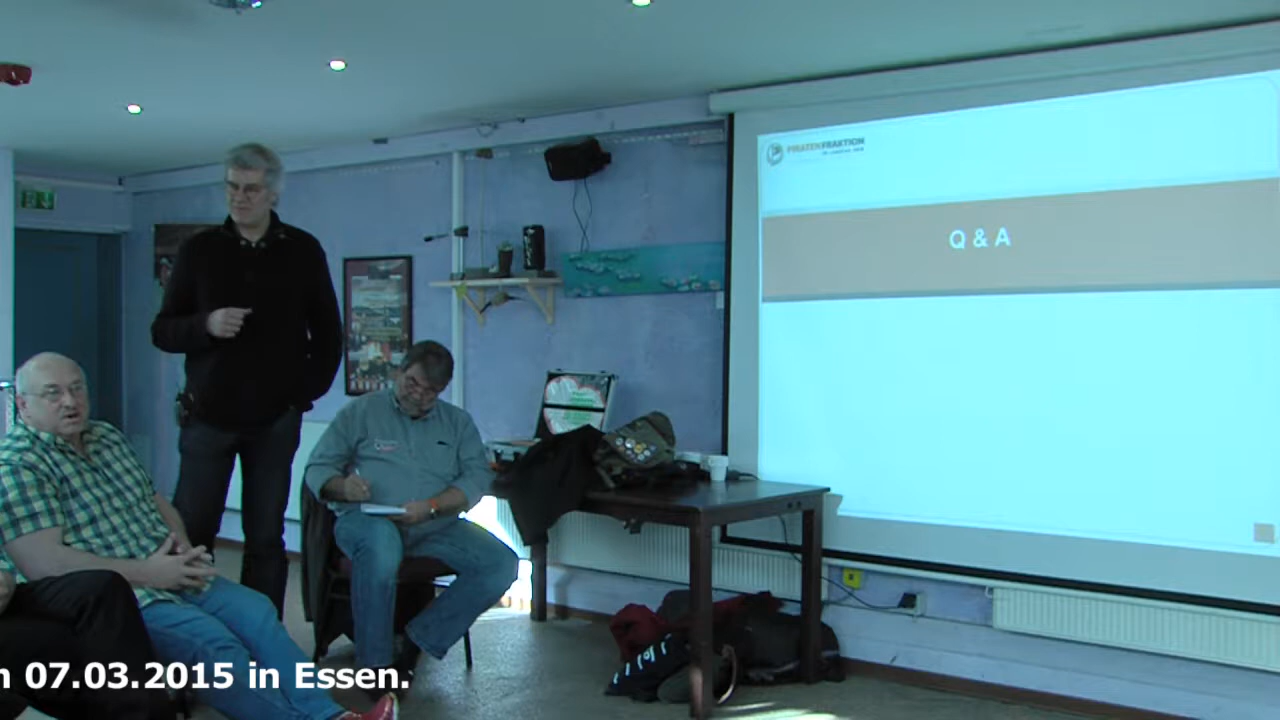 PIRATENFRAKTION
Q & A
n 07.03.2015 in Essen.